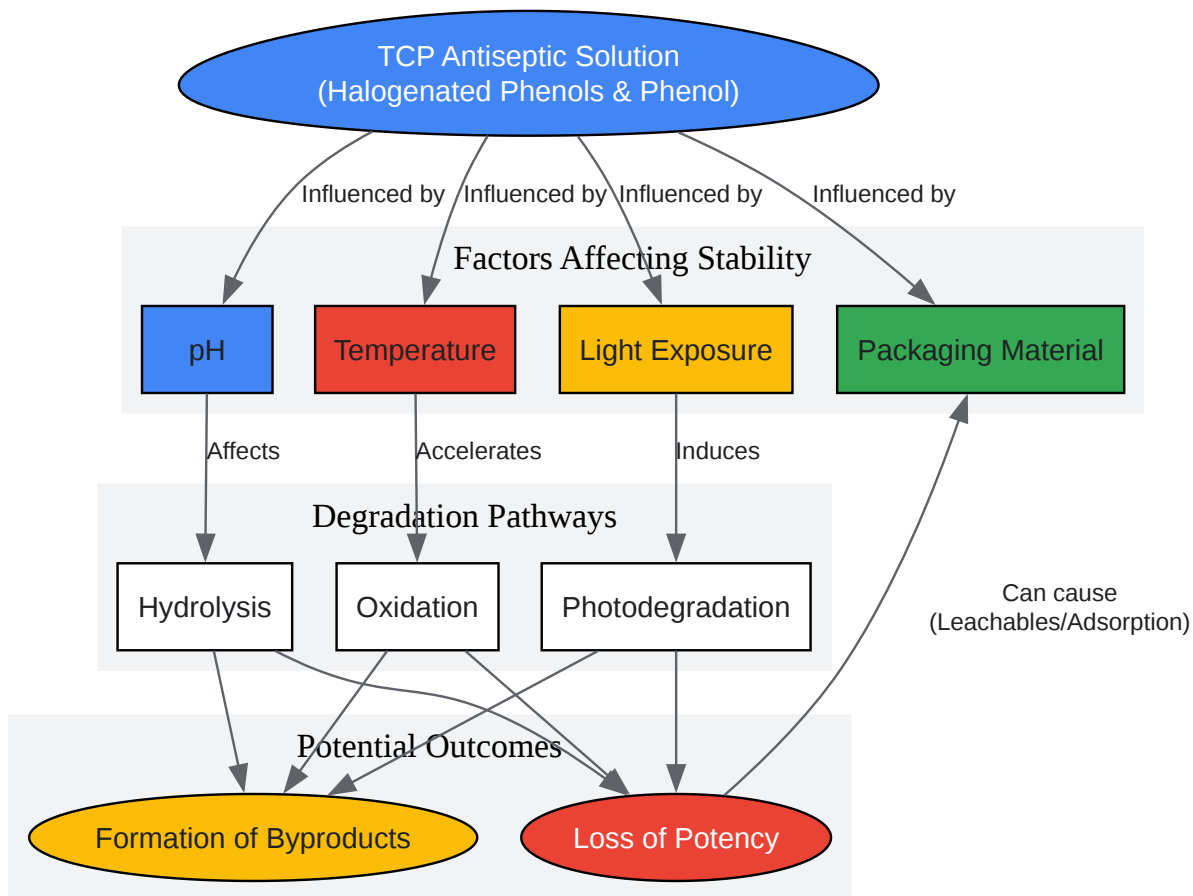 TCP Antiseptic Solution
(Halogenated Phenols & Phenol)
Influenced by
Influenced by
Influenced by
Influenced by
Factors Affecting Stability
pH
Temperature
Light Exposure
Packaging Material
Affects
Accelerates
Induces
Degradation Pathways
Hydrolysis
Oxidation
Photodegradation
Can cause
(Leachables/Adsorption)
Potential Outcomes
Formation of Byproducts
Loss of Potency